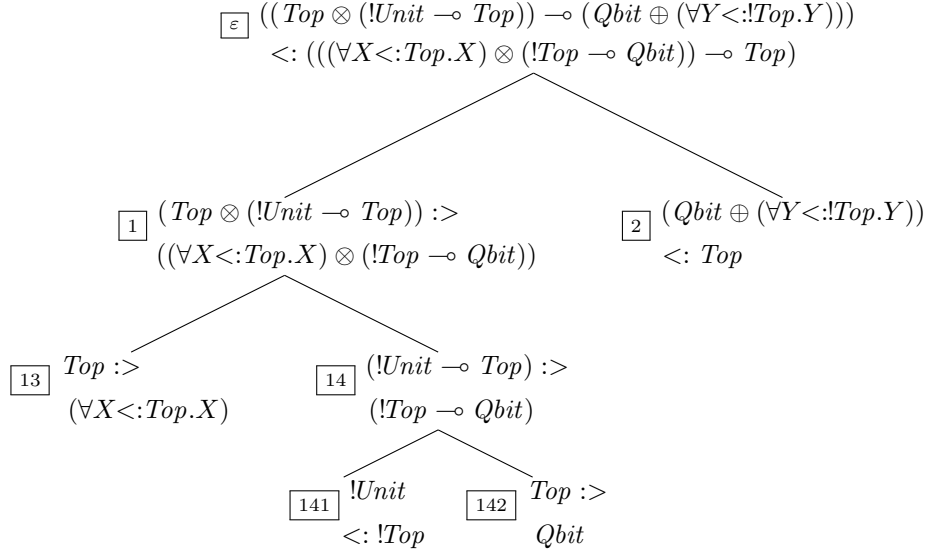 ε ((Top ⊗ (!Unit ⊸ Top)) ⊸ (Qbit ⊕ (∀Y<:!Top.Y)))
<: (((∀X<:Top.X) ⊗ (!Top ⊸ Qbit)) ⊸ Top)
1 (Top ⊗ (!Unit ⊸ Top)) :>
((∀X<:Top.X) ⊗ (!Top ⊸ Qbit))
2 (Qbit ⊕ (∀Y<:!Top.Y))
<: Top
13 Top :>
(∀X<:Top.X)
14 (!Unit ⊸ Top) :>
(!Top ⊸ Qbit)
141 !Unit
<: !Top
142 Top :>
Qbit